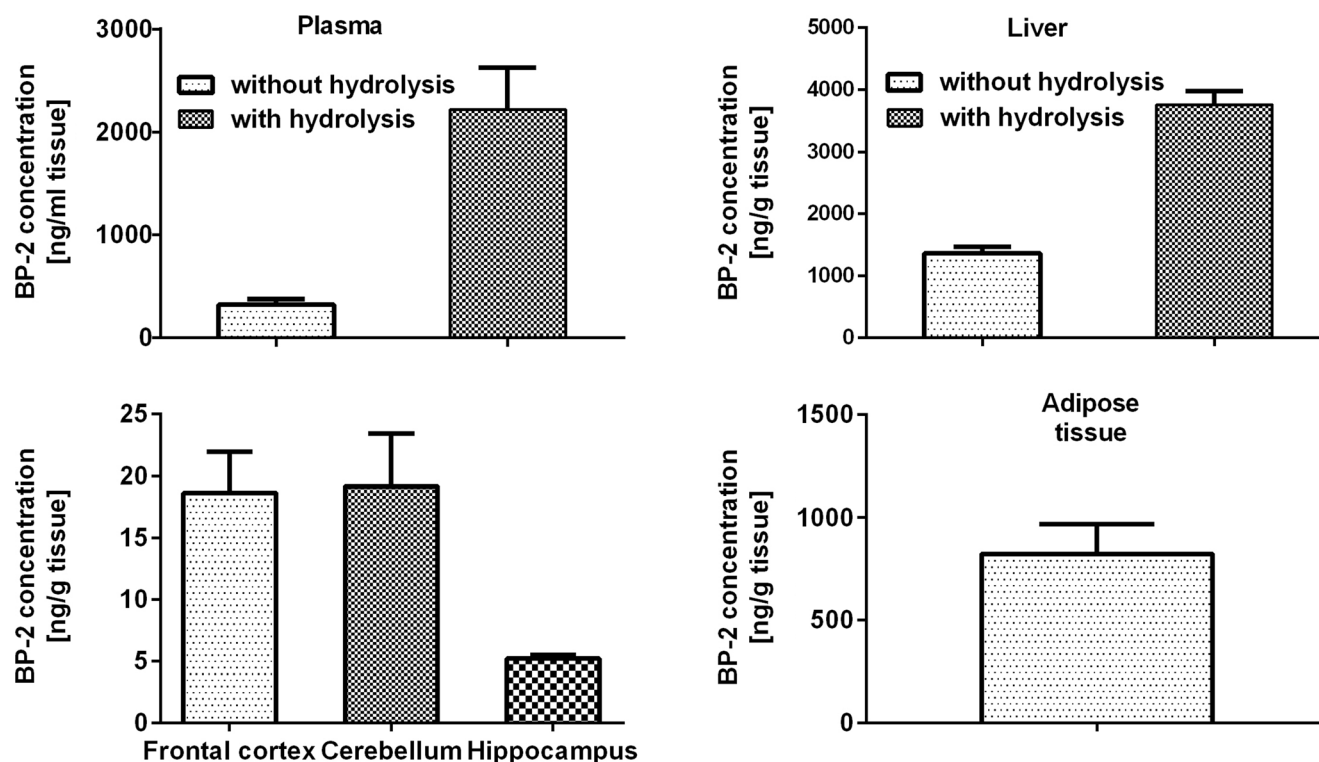 Plasma
BP-2 concentration
[ng/ml tissue]
3000
2000
1000
0
without hydrolysis
with hydrolysis
Liver
BP-2 concentration
[ng/g tissue]
5000
4000
3000
2000
1000
0
without hydrolysis
with hydrolysis
BP-2 concentration
[ng/g tissue]
25
20
15
10
5
0
Frontal cortex Cerebellum Hippocampus
Adipose
tissue
BP-2 concentration
[ng/g tissue]
1500
1000
500
0